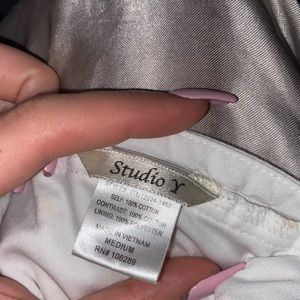 Studio Y
SELF: 100% COTTON
CONTRAST: 100% COTTON
LINING: 100% POLYESTER
MADE IN VIETNAM
MEDIUM
RN# 108289